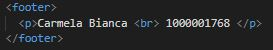 <footer>
<p>Carmela Bianca <br> 1000001768 </p>
</footer>